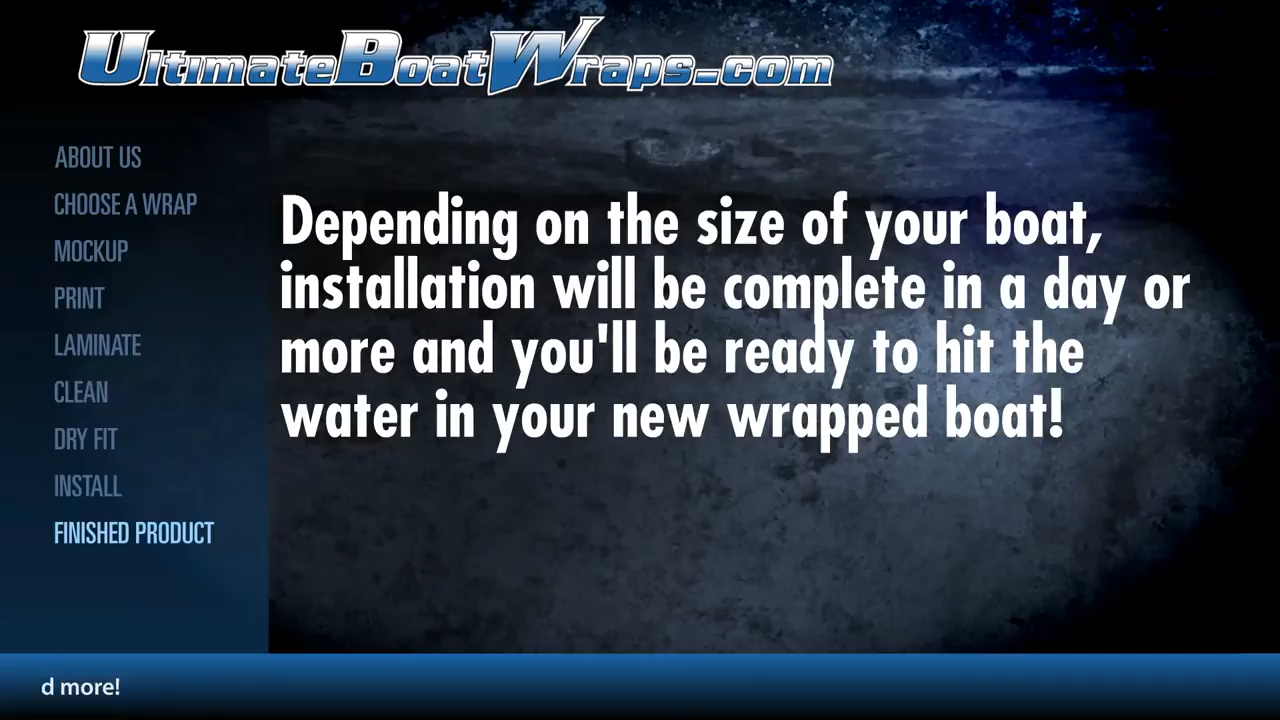 UltimateBoatWraps.com
ABOUT US
CHOOSE A WRAP
MOCKUP
PRINT
LAMINATE
CLEAN
DRY FIT
INSTALL
FINISHED PRODUCT
Depending on the size of your boat,
installation will be complete in a day or
more and you'll be ready to hit the
water in your new wrapped boat!
d more!